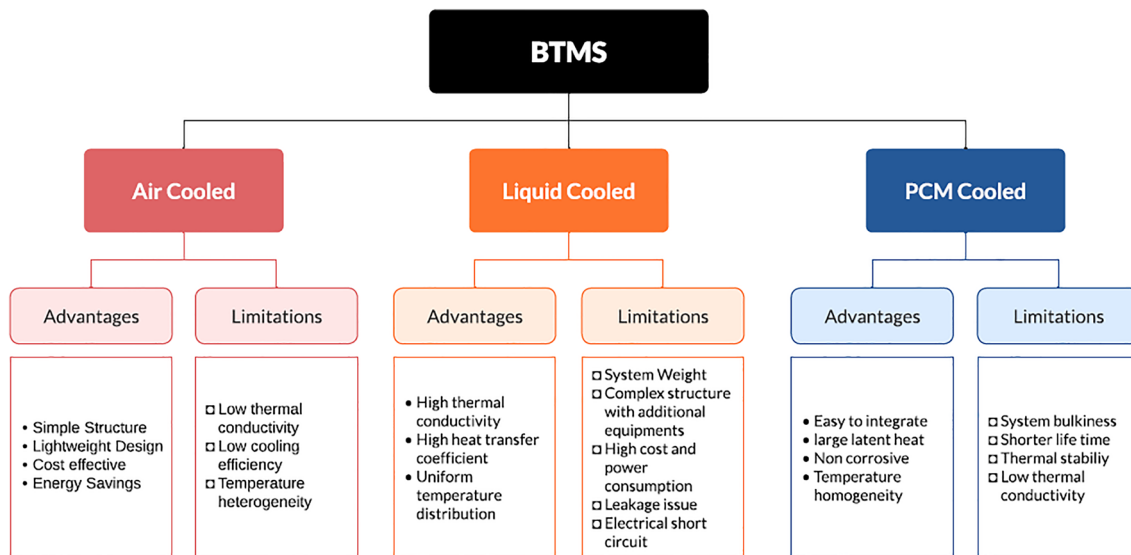 BTMS
Air Cooled
Liquid Cooled
PCM Cooled
Advantages
Limitations
Advantages
Limitations
Advantages
Limitations
• Simple Structure
• Lightweight Design
• Cost effective
• Energy Savings
◻ Low thermal
conductivity
◻ Low cooling
efficiency
◻ Temperature
heterogeneity
• High thermal
conductivity
• High heat transfer
coefficient
• Uniform
temperature
distribution
◻ System Weight
◻ Complex structure
with additional
equipments
◻ High cost and
power
consumption
◻ Leakage issue
◻ Electrical short
circuit
• Easy to integrate
• large latent heat
• Non corrosive
• Temperature
homogeneity
◻ System bulkiness
◻ Shorter life time
◻ Thermal stabiliy
◻ Low thermal
conductivity